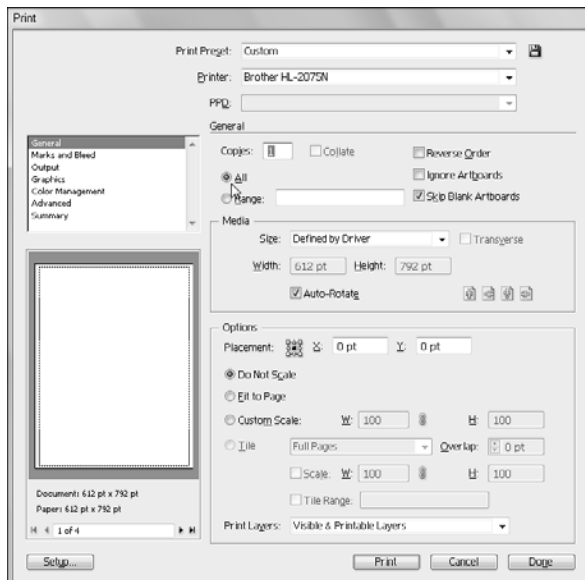 Print
Print Preset: Custom
Printer: Brother HL-2075N
PPD:
General
Marks and Bleed
Output
Graphics
Color Management
Advanced
Summary
General
Copies: 1 Collate Reverse Order
All Ignore Artboards
Range: Skip Blank Artboards
Media
Size: Defined by Driver Transverse
Width: 612 pt Height: 792 pt
Auto-Rotate
Options
Placement: X: 0 pt Y: 0 pt
Do Not Scale
Fit to Page
Custom Scale: W: 100 H: 100
Tile Full Pages Overlap: 0 pt
Scale: W: 100 H: 100
Tile Range:
Print Layers: Visible & Printable Layers
Document: 612 pt x 792 pt
Paper: 612 pt x 792 pt
1 of 4
Setup... Print Cancel Done